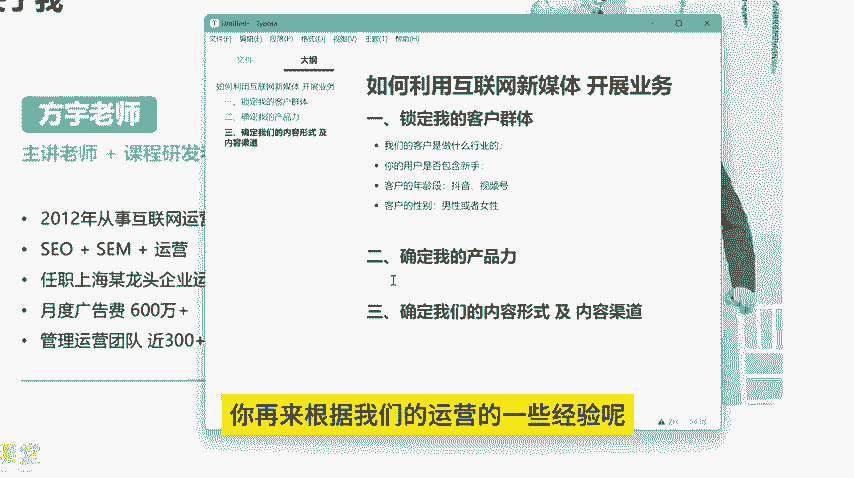 方宇老师
主讲老师 + 课程研发
2012年从事互联网运营
SEO + SEM + 运营
任职上海某龙头企业运
月度广告费 600万+
管理运营团队 近300+
文件(F) 编辑(E) 段落(P) 格式(O) 视图(V) 主题(T) 帮助(H)
文件 大纲
如何利用互联网新媒体 开展业务
一、锁定我的客户群体
二、确定我的产品力
三、确定我们的内容形式 及
内容渠道
如何利用互联网新媒体 开展业务
一、锁定我的客户群体
我们的客户是做什么行业的:
你的用户是否包含新手:
客户的年龄段: 抖音、视频号
客户的性别: 男性或者女性
二、确定我的产品力
三、确定我们的内容形式 及 内容渠道
你再来根据我们的运营的一些经验呢
课堂